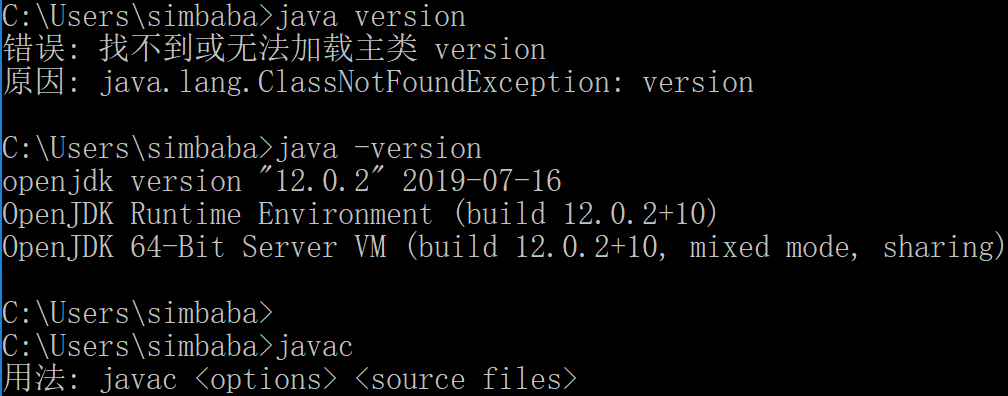 C:\Users\simbaba>java version
错误: 找不到或无法加载主类 version
原因: java.lang.ClassNotFoundException: version
C:\Users\simbaba>java -version
openjdk version "12.0.2" 2019-07-16
OpenJDK Runtime Environment (build 12.0.2+10)
OpenJDK 64-Bit Server VM (build 12.0.2+10, mixed mode, sharing)
C:\Users\simbaba>
C:\Users\simbaba>javac
用法: javac <options> <source files>